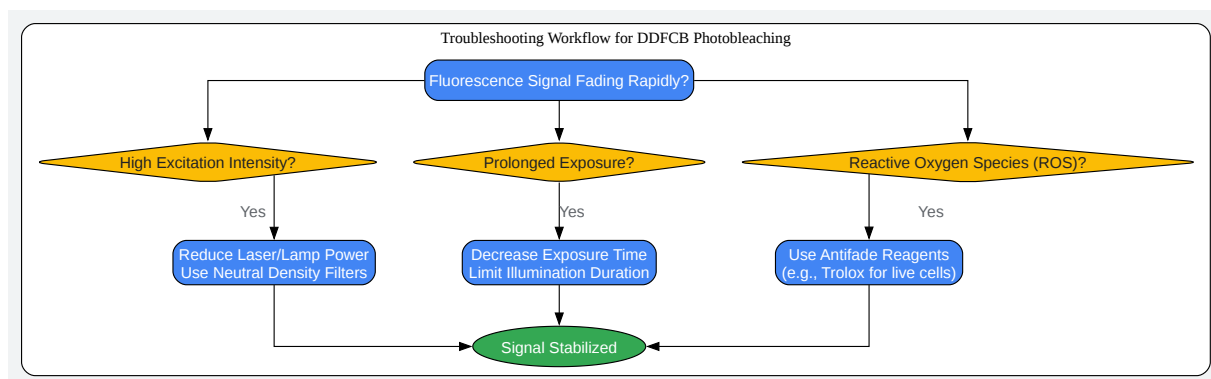 Troubleshooting Workflow for DDFCB Photobleaching
Fluorescence Signal Fading Rapidly?
High Excitation Intensity?
Prolonged Exposure?
Reactive Oxygen Species (ROS)?
Yes
Yes
Yes
Reduce Laser/Lamp Power
Use Neutral Density Filters
Decrease Exposure Time
Limit Illumination Duration
Use Antifade Reagents
(e.g., Trolox for live cells)
Signal Stabilized